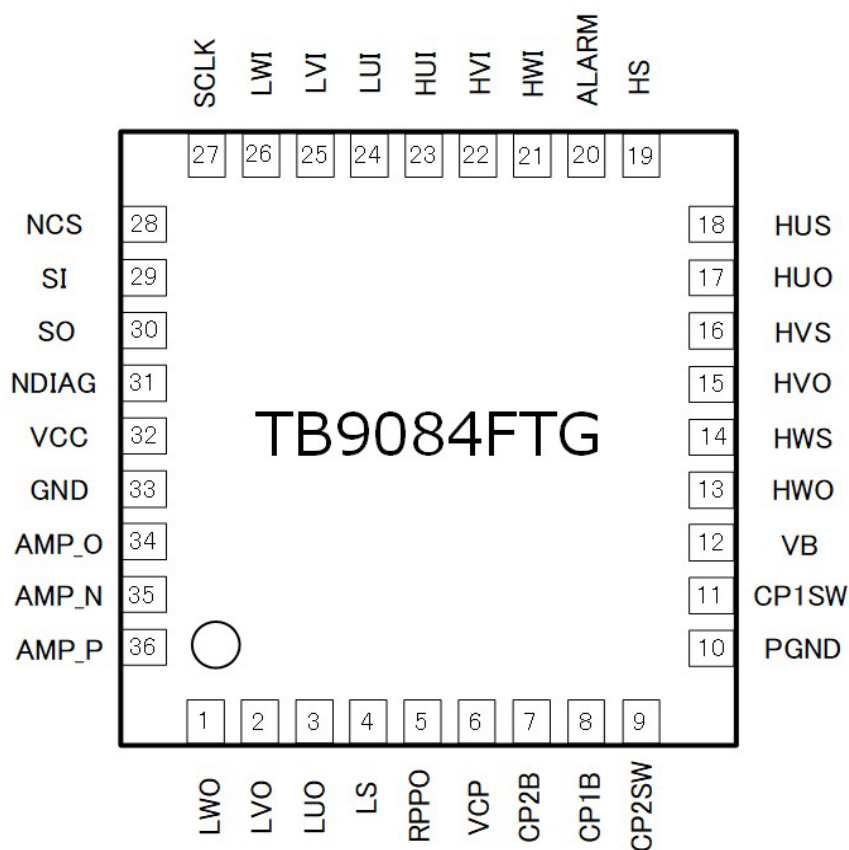 SCLK LWI LVI LUI HUI HVI HWI ALARM HS
27 26 25 24 23 22 21 20 19
NCS 28 18 HUS
SI 29 17 HUO
SO 30 16 HVS
NDIAG 31 15 HVO
VCC 32 TB9084FTG 14 HWS
GND 33 13 HWO
AMP_O 34 12 VB
AMP_N 35 11 CP1SW
AMP_P 36 10 PGND
1 2 3 4 5 6 7 8 9
LWO LVO LUO LS RPPO VCP CP2B CP1B CP2SW